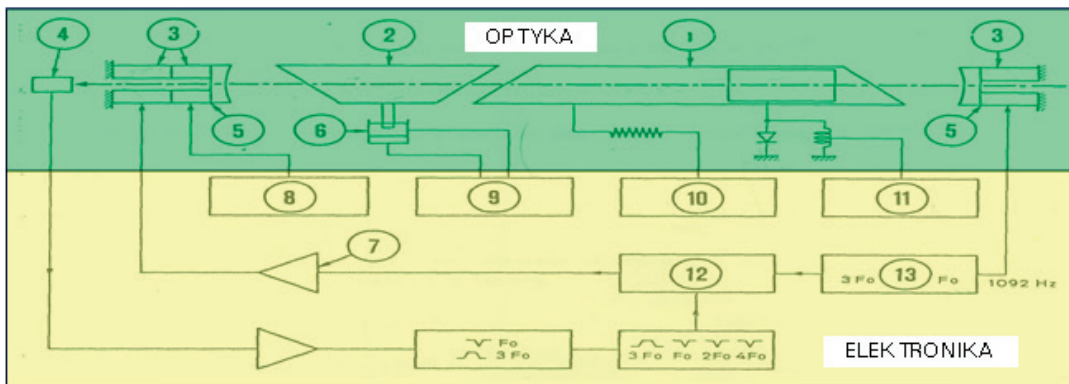 4 3 2 OPTYKA 1 3
5 6 5
8 9 10 11
7 12 3 Fo 13 Fo 1092 Hz
Fo
3 Fo
3 Fo Fo 2Fo 4Fo
ELEKTRONIKA